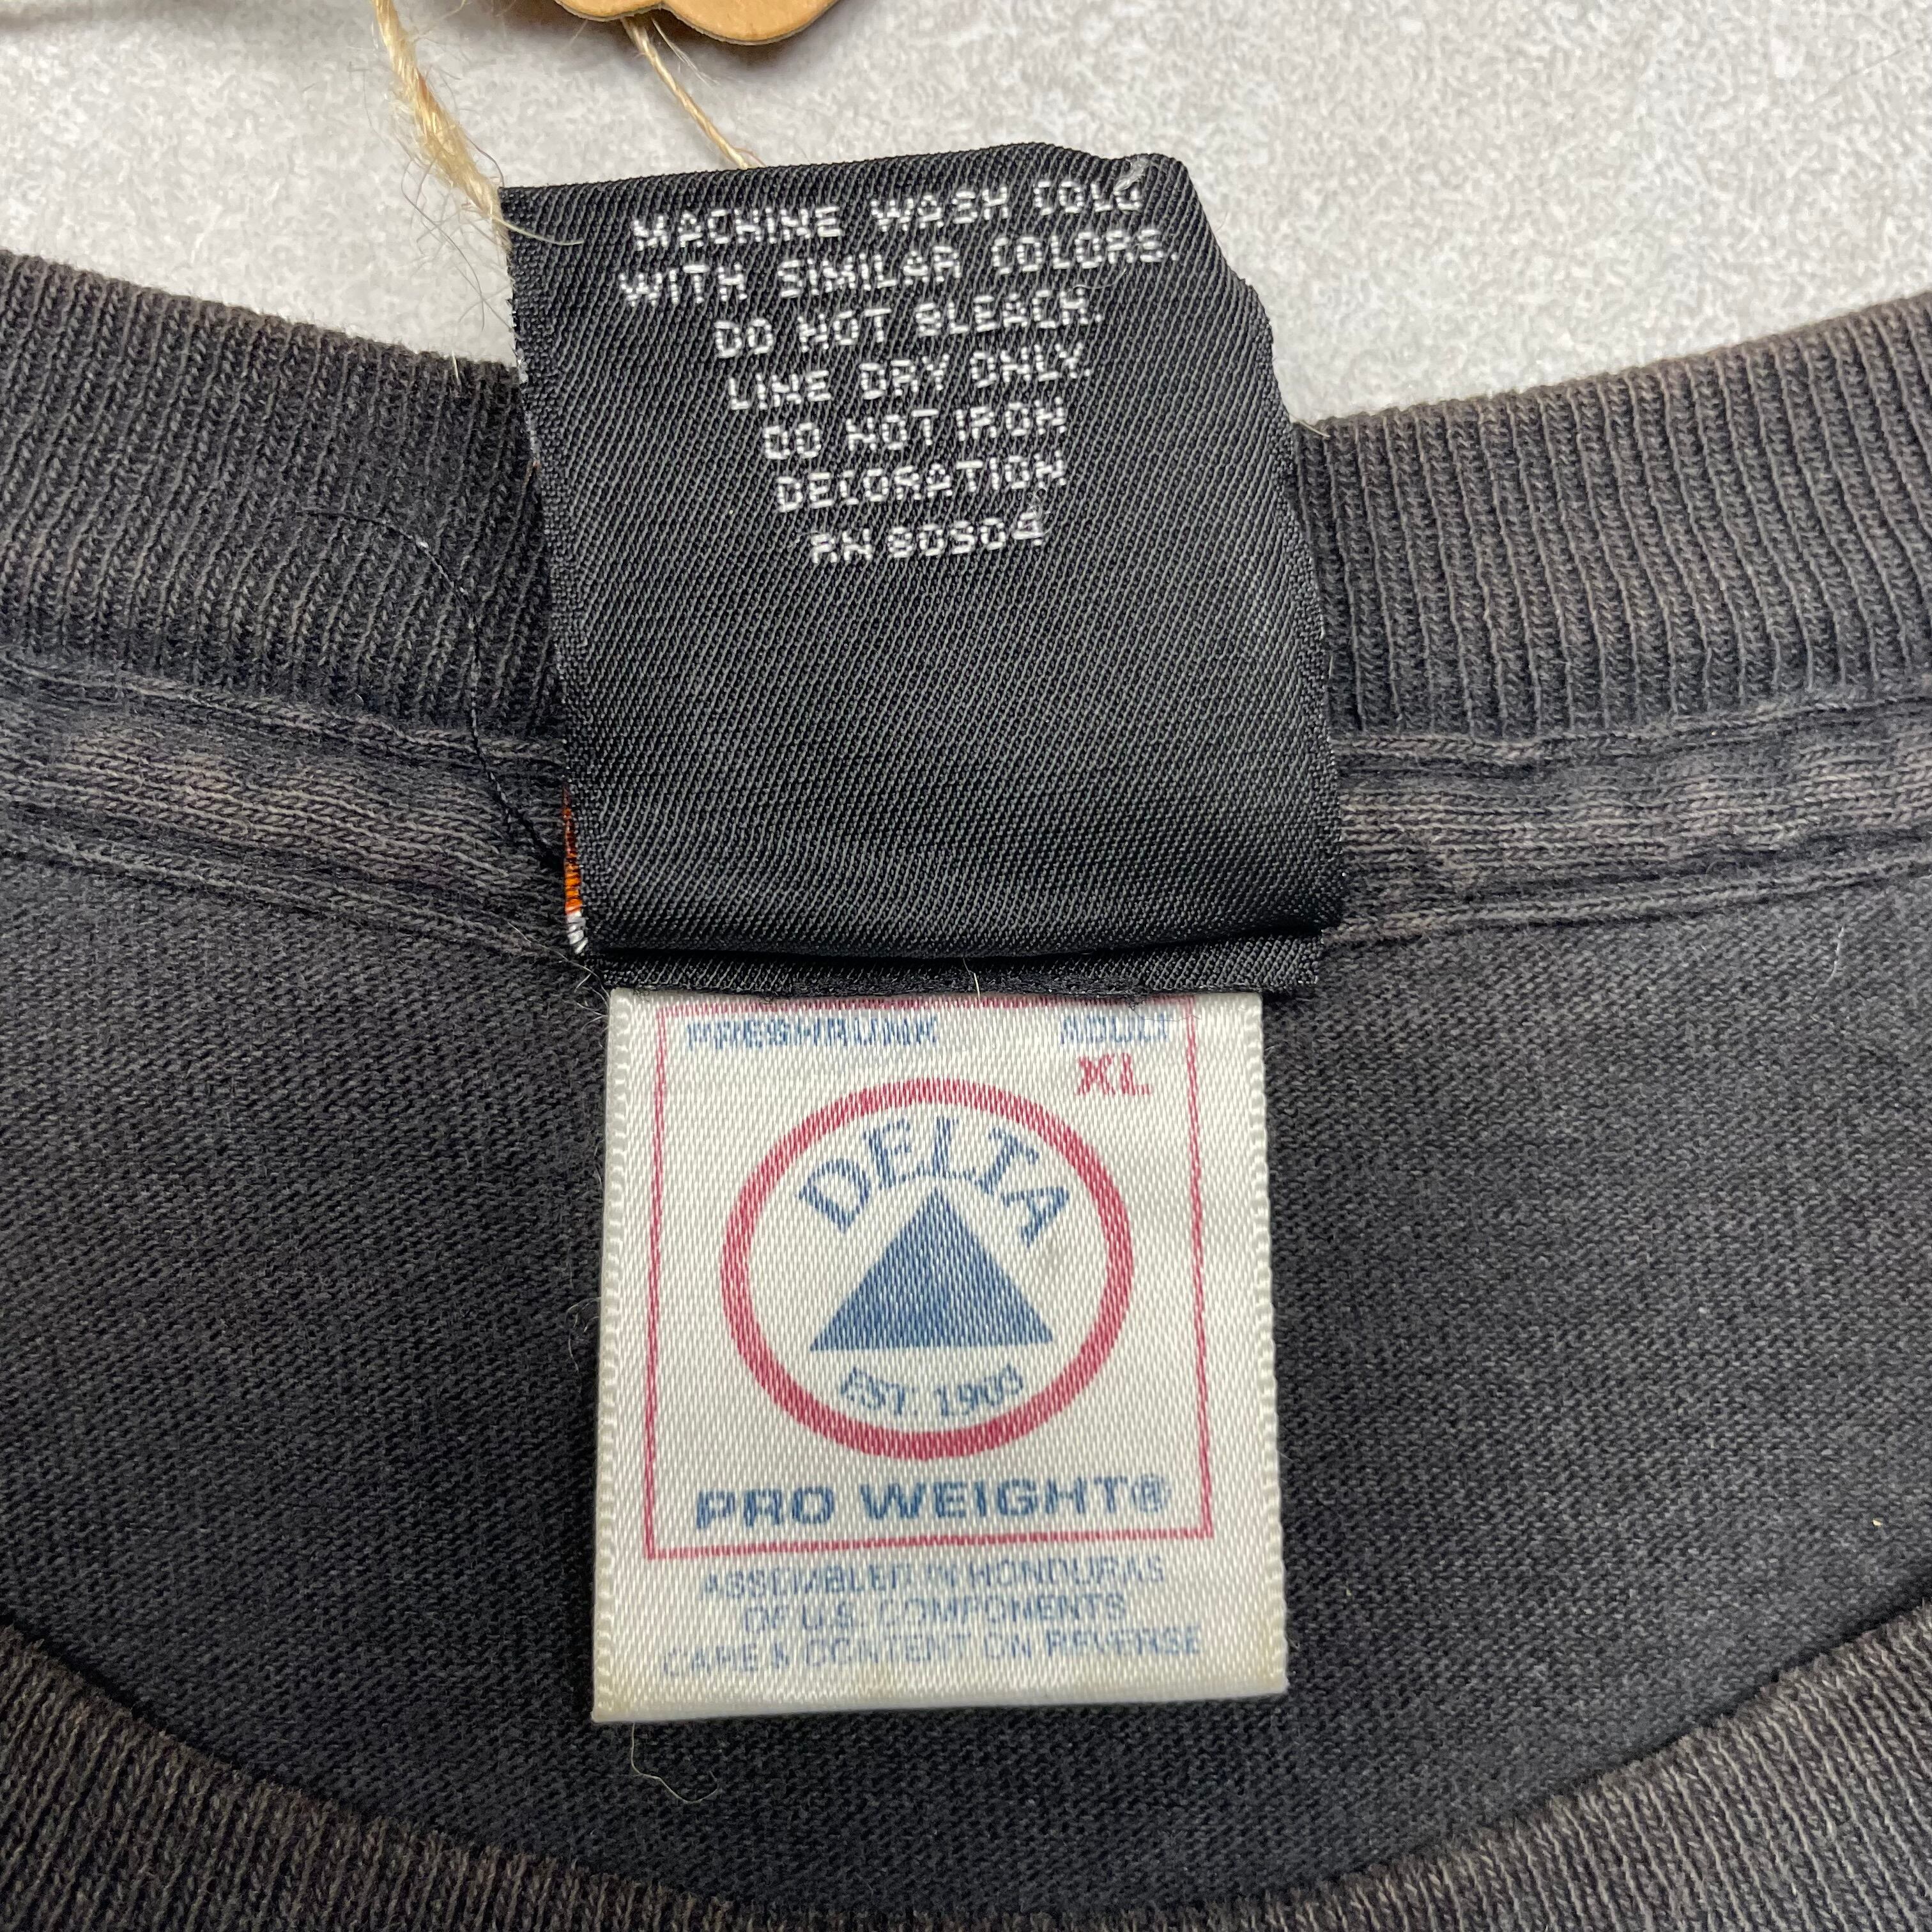 MACHINE WASH COLD
WITH SIMILAR COLORS.
DO NOT BLEACH.
LINE DRY ONLY.
DO NOT IRON
DECORATION
RN 90504
PRESHRUNK ADULT
XL
DELTA
EST. 1903
PRO WEIGHT®
ASSEMBLED IN HONDURAS
OF U.S. COMPONENTS
CARE & CONTENT ON REVERSE